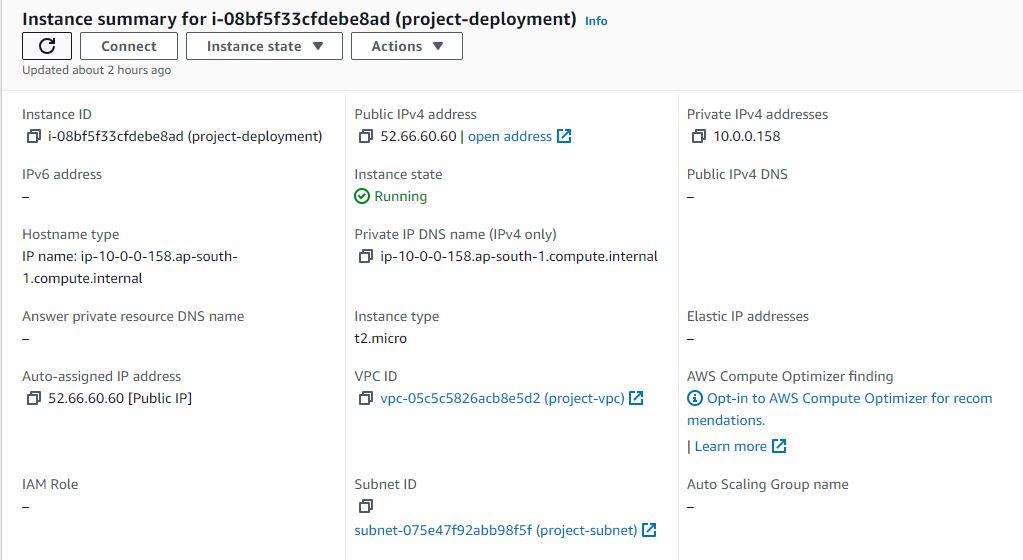 Instance summary for i-08bf5f33cfdebe8ad (project-deployment) Info
Connect
Instance state
Actions
Updated about 2 hours ago
Instance ID
i-08bf5f33cfdebe8ad (project-deployment)
Public IPv4 address
52.66.60.60 | open address
Private IPv4 addresses
10.0.0.158
IPv6 address
–
Instance state
Running
Public IPv4 DNS
–
Hostname type
IP name: ip-10-0-0-158.ap-south-
1.compute.internal
Private IP DNS name (IPv4 only)
ip-10-0-0-158.ap-south-1.compute.internal
Answer private resource DNS name
–
Instance type
t2.micro
Elastic IP addresses
–
Auto-assigned IP address
52.66.60.60 [Public IP]
VPC ID
vpc-05c5c5826acb8e5d2 (project-vpc)
AWS Compute Optimizer finding
Opt-in to AWS Compute Optimizer for recom
mendations.
| Learn more
IAM Role
–
Subnet ID
subnet-075e47f92abb98f5f (project-subnet)
Auto Scaling Group name
–